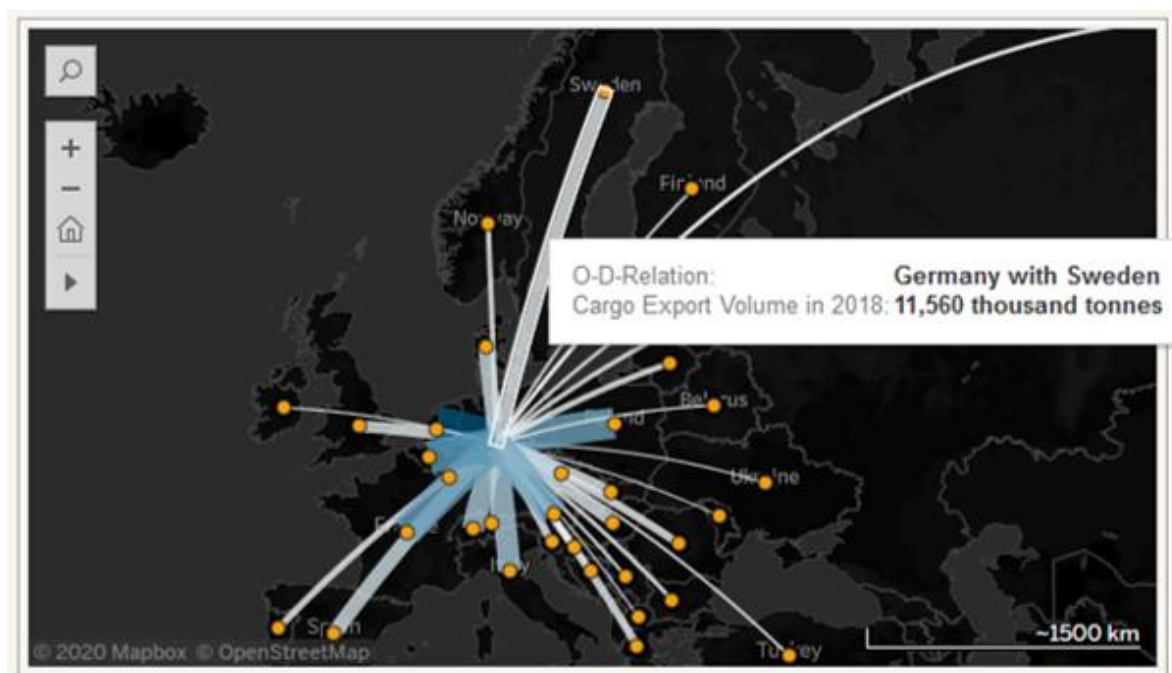 Sweden
Finland
Norway
O-D-Relation: Germany with Sweden
Cargo Export Volume in 2018: 11,560 thousand tonnes
Belarus
Ukraine
Italy
Spain
~1500 km
© 2020 Mapbox © OpenStreetMap
Turkey